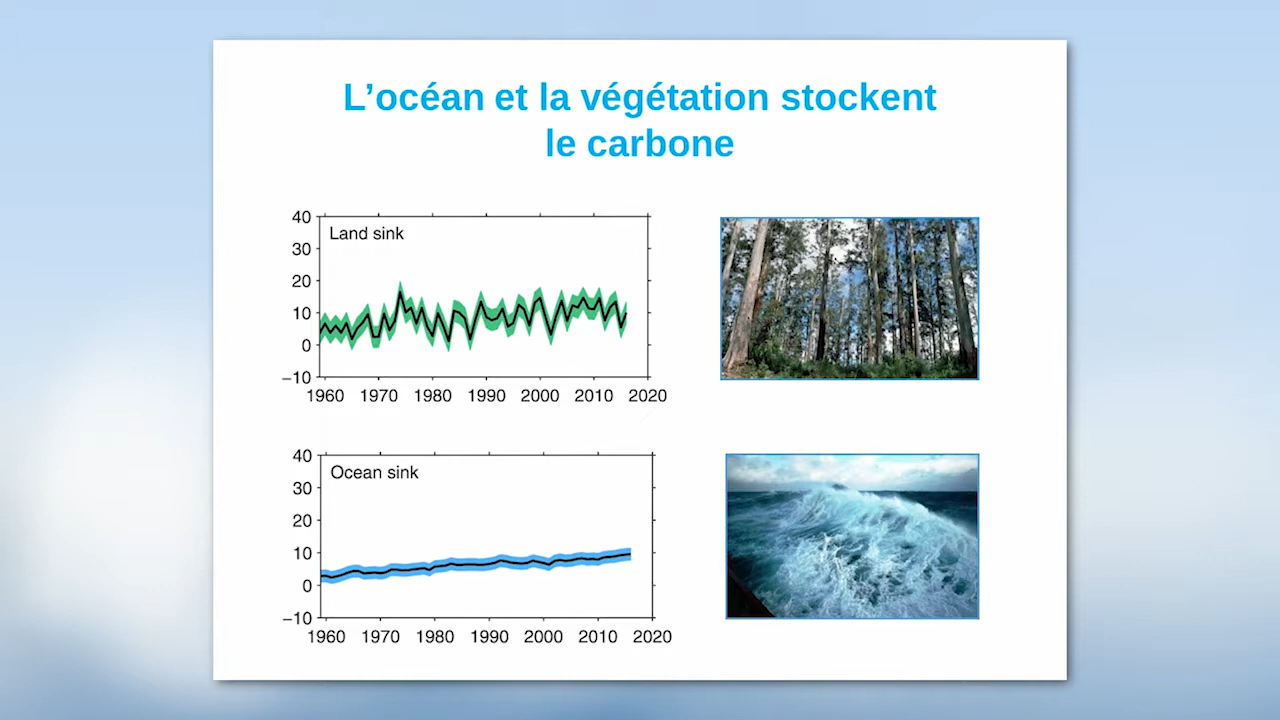 L’océan et la végétation stockent
le carbone
Land sink
40
30
20
10
0
−10
1960 1970 1980 1990 2000 2010 2020
Ocean sink
40
30
20
10
0
−10
1960 1970 1980 1990 2000 2010 2020